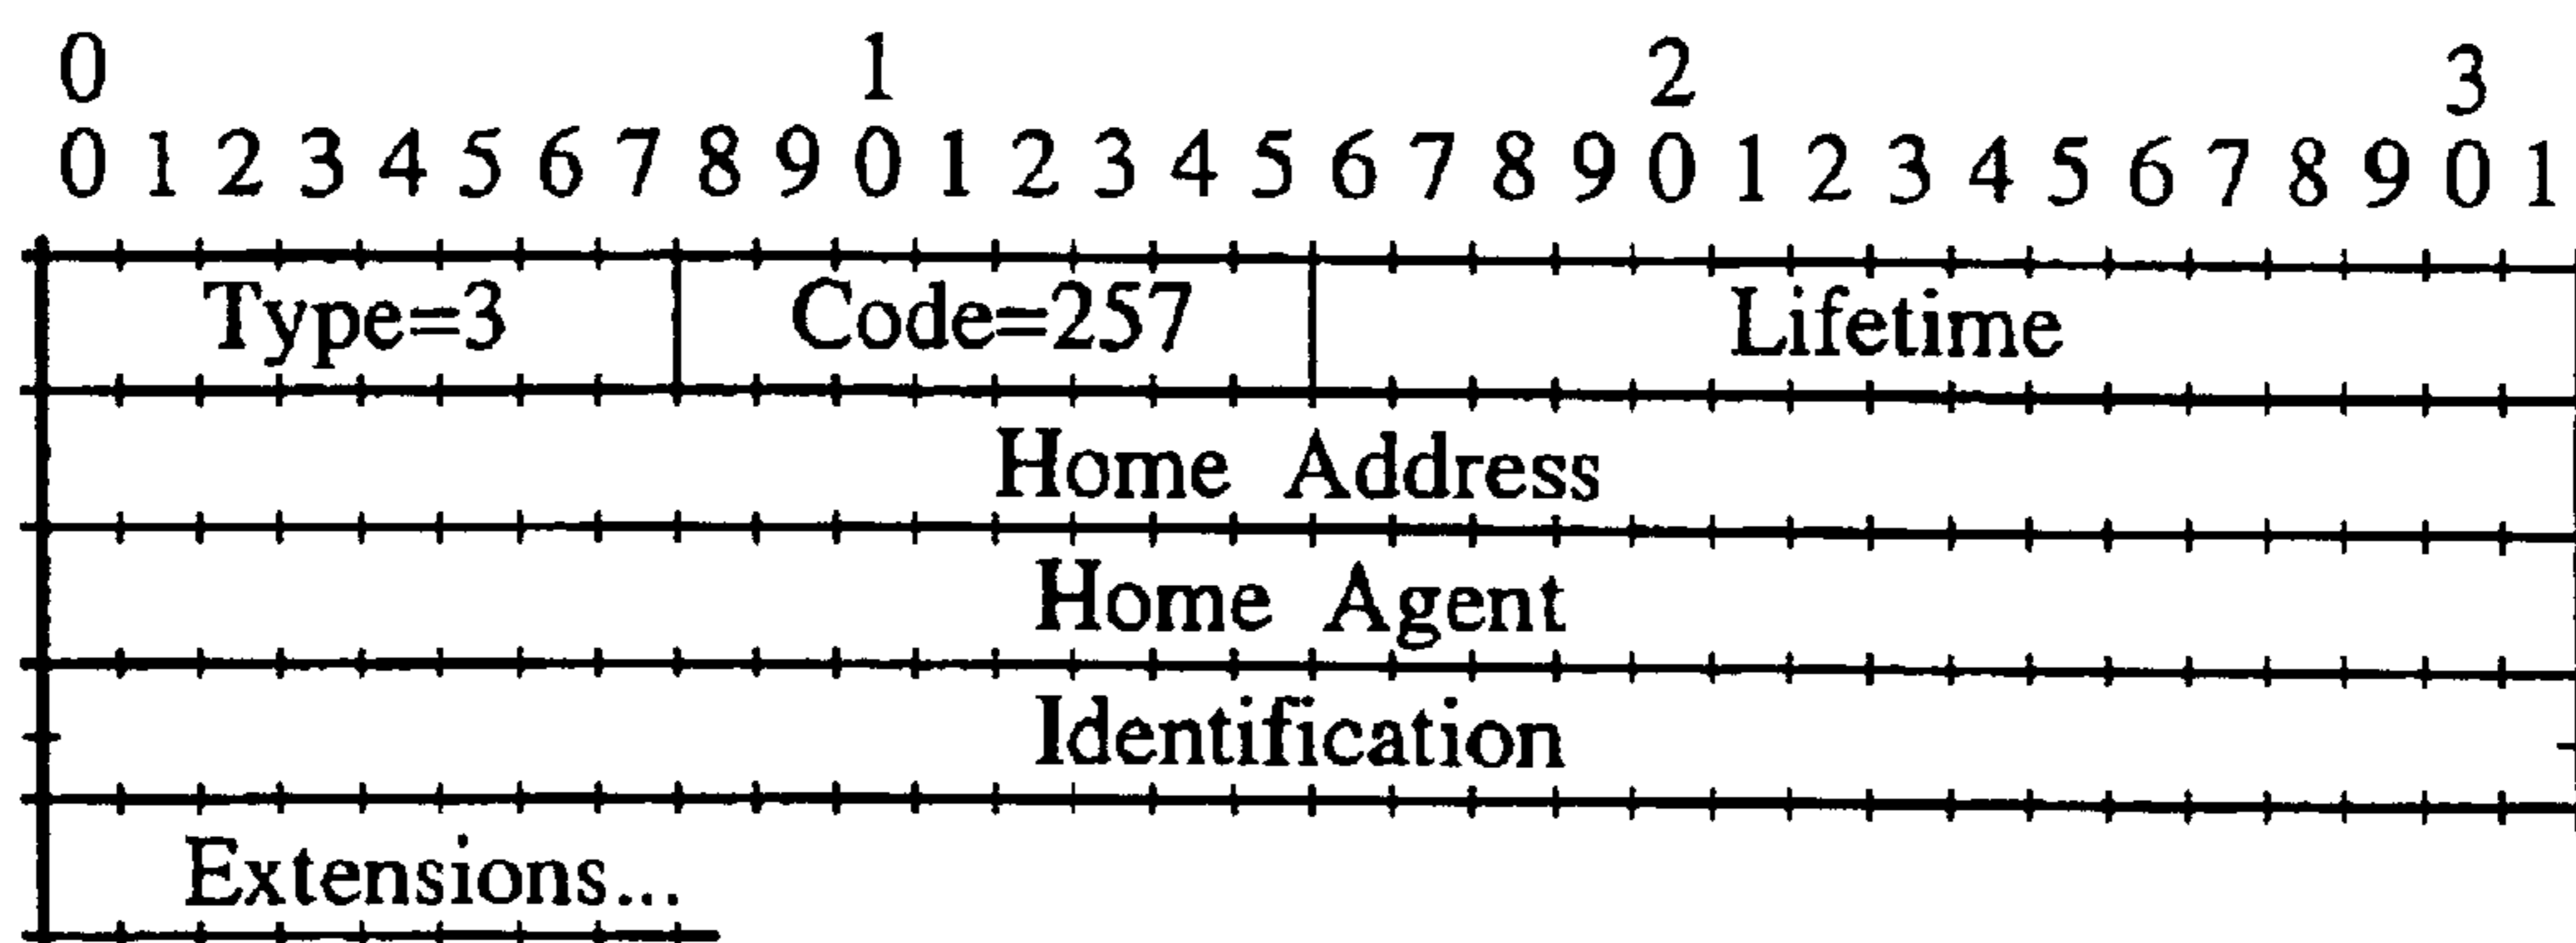 0 1 2 3
0 1 2 3 4 5 6 7 8 9 0 1 2 3 4 5 6 7 8 9 0 1 2 3 4 5 6 7 8 9 0 1
Type=3 Code=257 Lifetime
Home Address
Home Agent
Identification
Extensions...